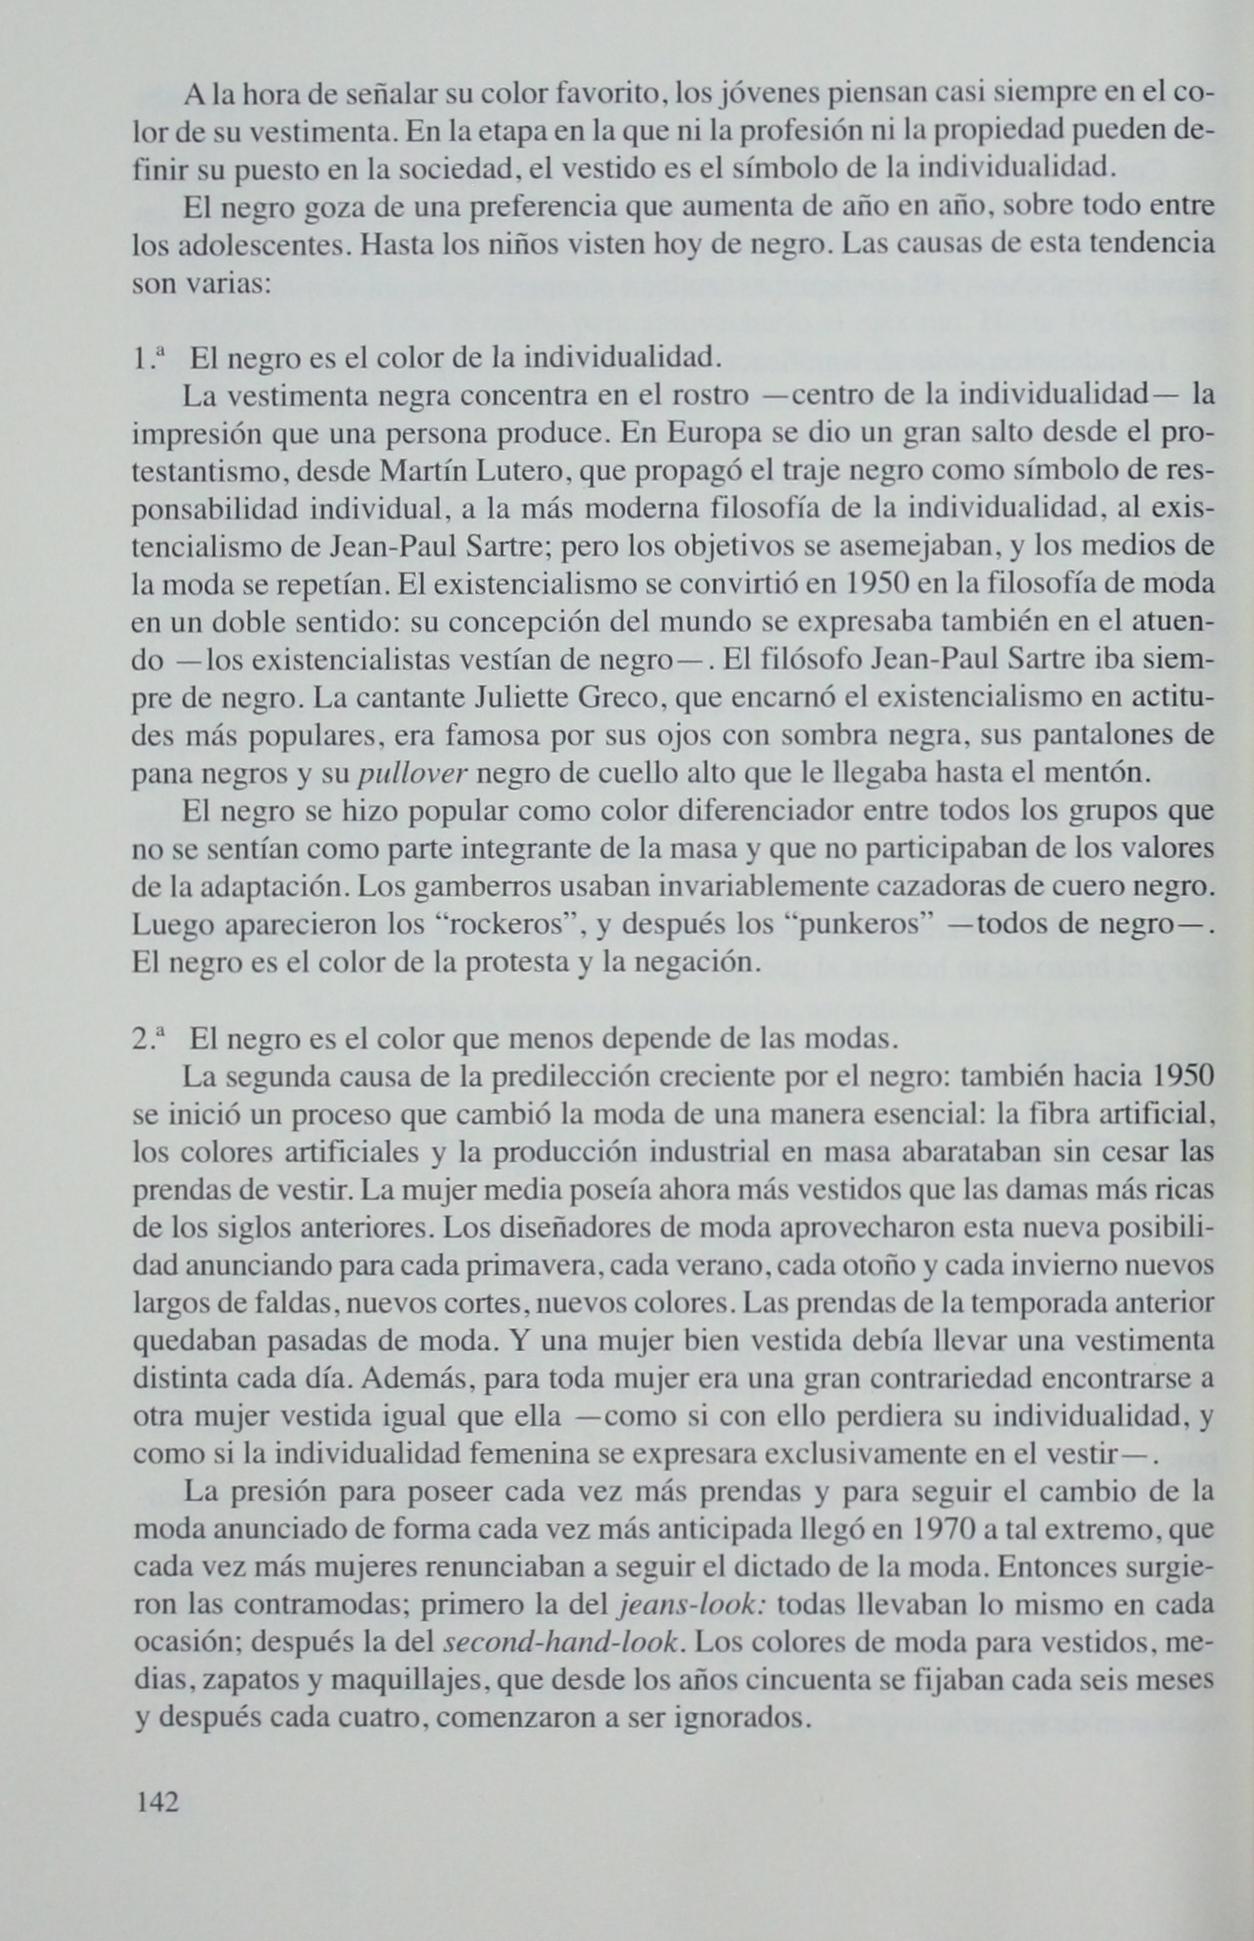 A la hora de señalar su color favorito, los jóvenes piensan casi siempre en el co-
lor de su vestimenta. En la etapa en la que ni la profesión ni la propiedad pueden de-
finir su puesto en la sociedad, el vestido es el símbolo de la individualidad.
El negro goza de una preferencia que aumenta de año en año, sobre todo entre
los adolescentes. Hasta los niños visten hoy de negro. Las causas de esta tendencia
son varias:
1.ª El negro es el color de la individualidad.
La vestimenta negra concentra en el rostro —centro de la individualidad— la
impresión que una persona produce. En Europa se dio un gran salto desde el pro-
testantismo, desde Martín Lutero, que propagó el traje negro como símbolo de res-
ponsabilidad individual, a la más moderna filosofía de la individualidad, al exis-
tencialismo de Jean-Paul Sartre; pero los objetivos se asemejaban, y los medios de
la moda se repetían. El existencialismo se convirtió en 1950 en la filosofía de moda
en un doble sentido: su concepción del mundo se expresaba también en el atuen-
do —los existencialistas vestían de negro—. El filósofo Jean-Paul Sartre iba siem-
pre de negro. La cantante Juliette Greco, que encarnó el existencialismo en actitu-
des más populares, era famosa por sus ojos con sombra negra, sus pantalones de
pana negros y su pullover negro de cuello alto que le llegaba hasta el mentón.
El negro se hizo popular como color diferenciador entre todos los grupos que
no se sentían como parte integrante de la masa y que no participaban de los valores
de la adaptación. Los gamberros usaban invariablemente cazadoras de cuero negro.
Luego aparecieron los “rockeros”, y después los “punkeros” —todos de negro—.
El negro es el color de la protesta y la negación.
2.ª El negro es el color que menos depende de las modas.
La segunda causa de la predilección creciente por el negro: también hacia 1950
se inició un proceso que cambió la moda de una manera esencial: la fibra artificial,
los colores artificiales y la producción industrial en masa abarataban sin cesar las
prendas de vestir. La mujer media poseía ahora más vestidos que las damas más ricas
de los siglos anteriores. Los diseñadores de moda aprovecharon esta nueva posibili-
dad anunciando para cada primavera, cada verano, cada otoño y cada invierno nuevos
largos de faldas, nuevos cortes, nuevos colores. Las prendas de la temporada anterior
quedaban pasadas de moda. Y una mujer bien vestida debía llevar una vestimenta
distinta cada día. Además, para toda mujer era una gran contrariedad encontrarse a
otra mujer vestida igual que ella —como si con ello perdiera su individualidad, y
como si la individualidad femenina se expresara exclusivamente en el vestir—.
La presión para poseer cada vez más prendas y para seguir el cambio de la
moda anunciado de forma cada vez más anticipada llegó en 1970 a tal extremo, que
cada vez más mujeres renunciaban a seguir el dictado de la moda. Entonces surgie-
ron las contramodas; primero la del jeans-look: todas llevaban lo mismo en cada
ocasión; después la del second-hand-look. Los colores de moda para vestidos, me-
dias, zapatos y maquillajes, que desde los años cincuenta se fijaban cada seis meses
y después cada cuatro, comenzaron a ser ignorados.
142